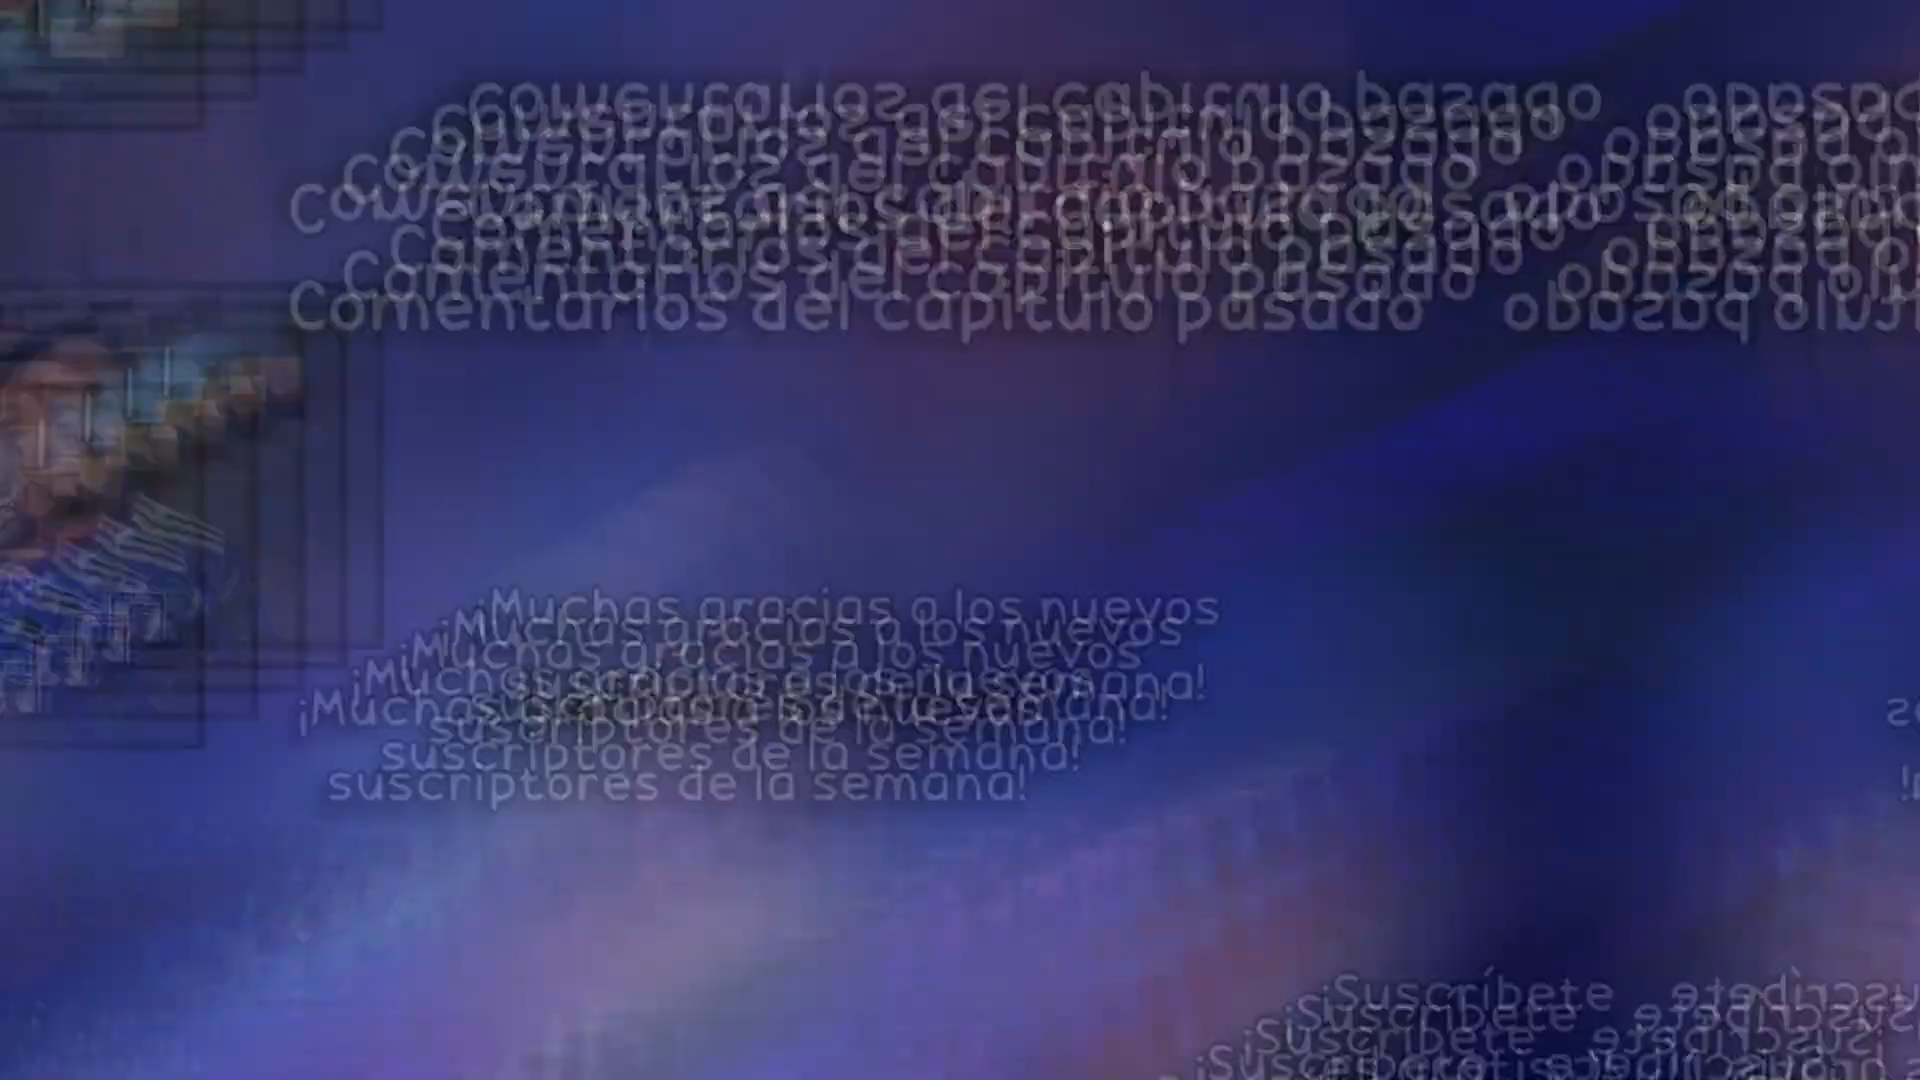 Comentarios del capítulo pasado
¡Muchas gracias a los nuevos
suscriptores de la semana!
¡Suscríbete